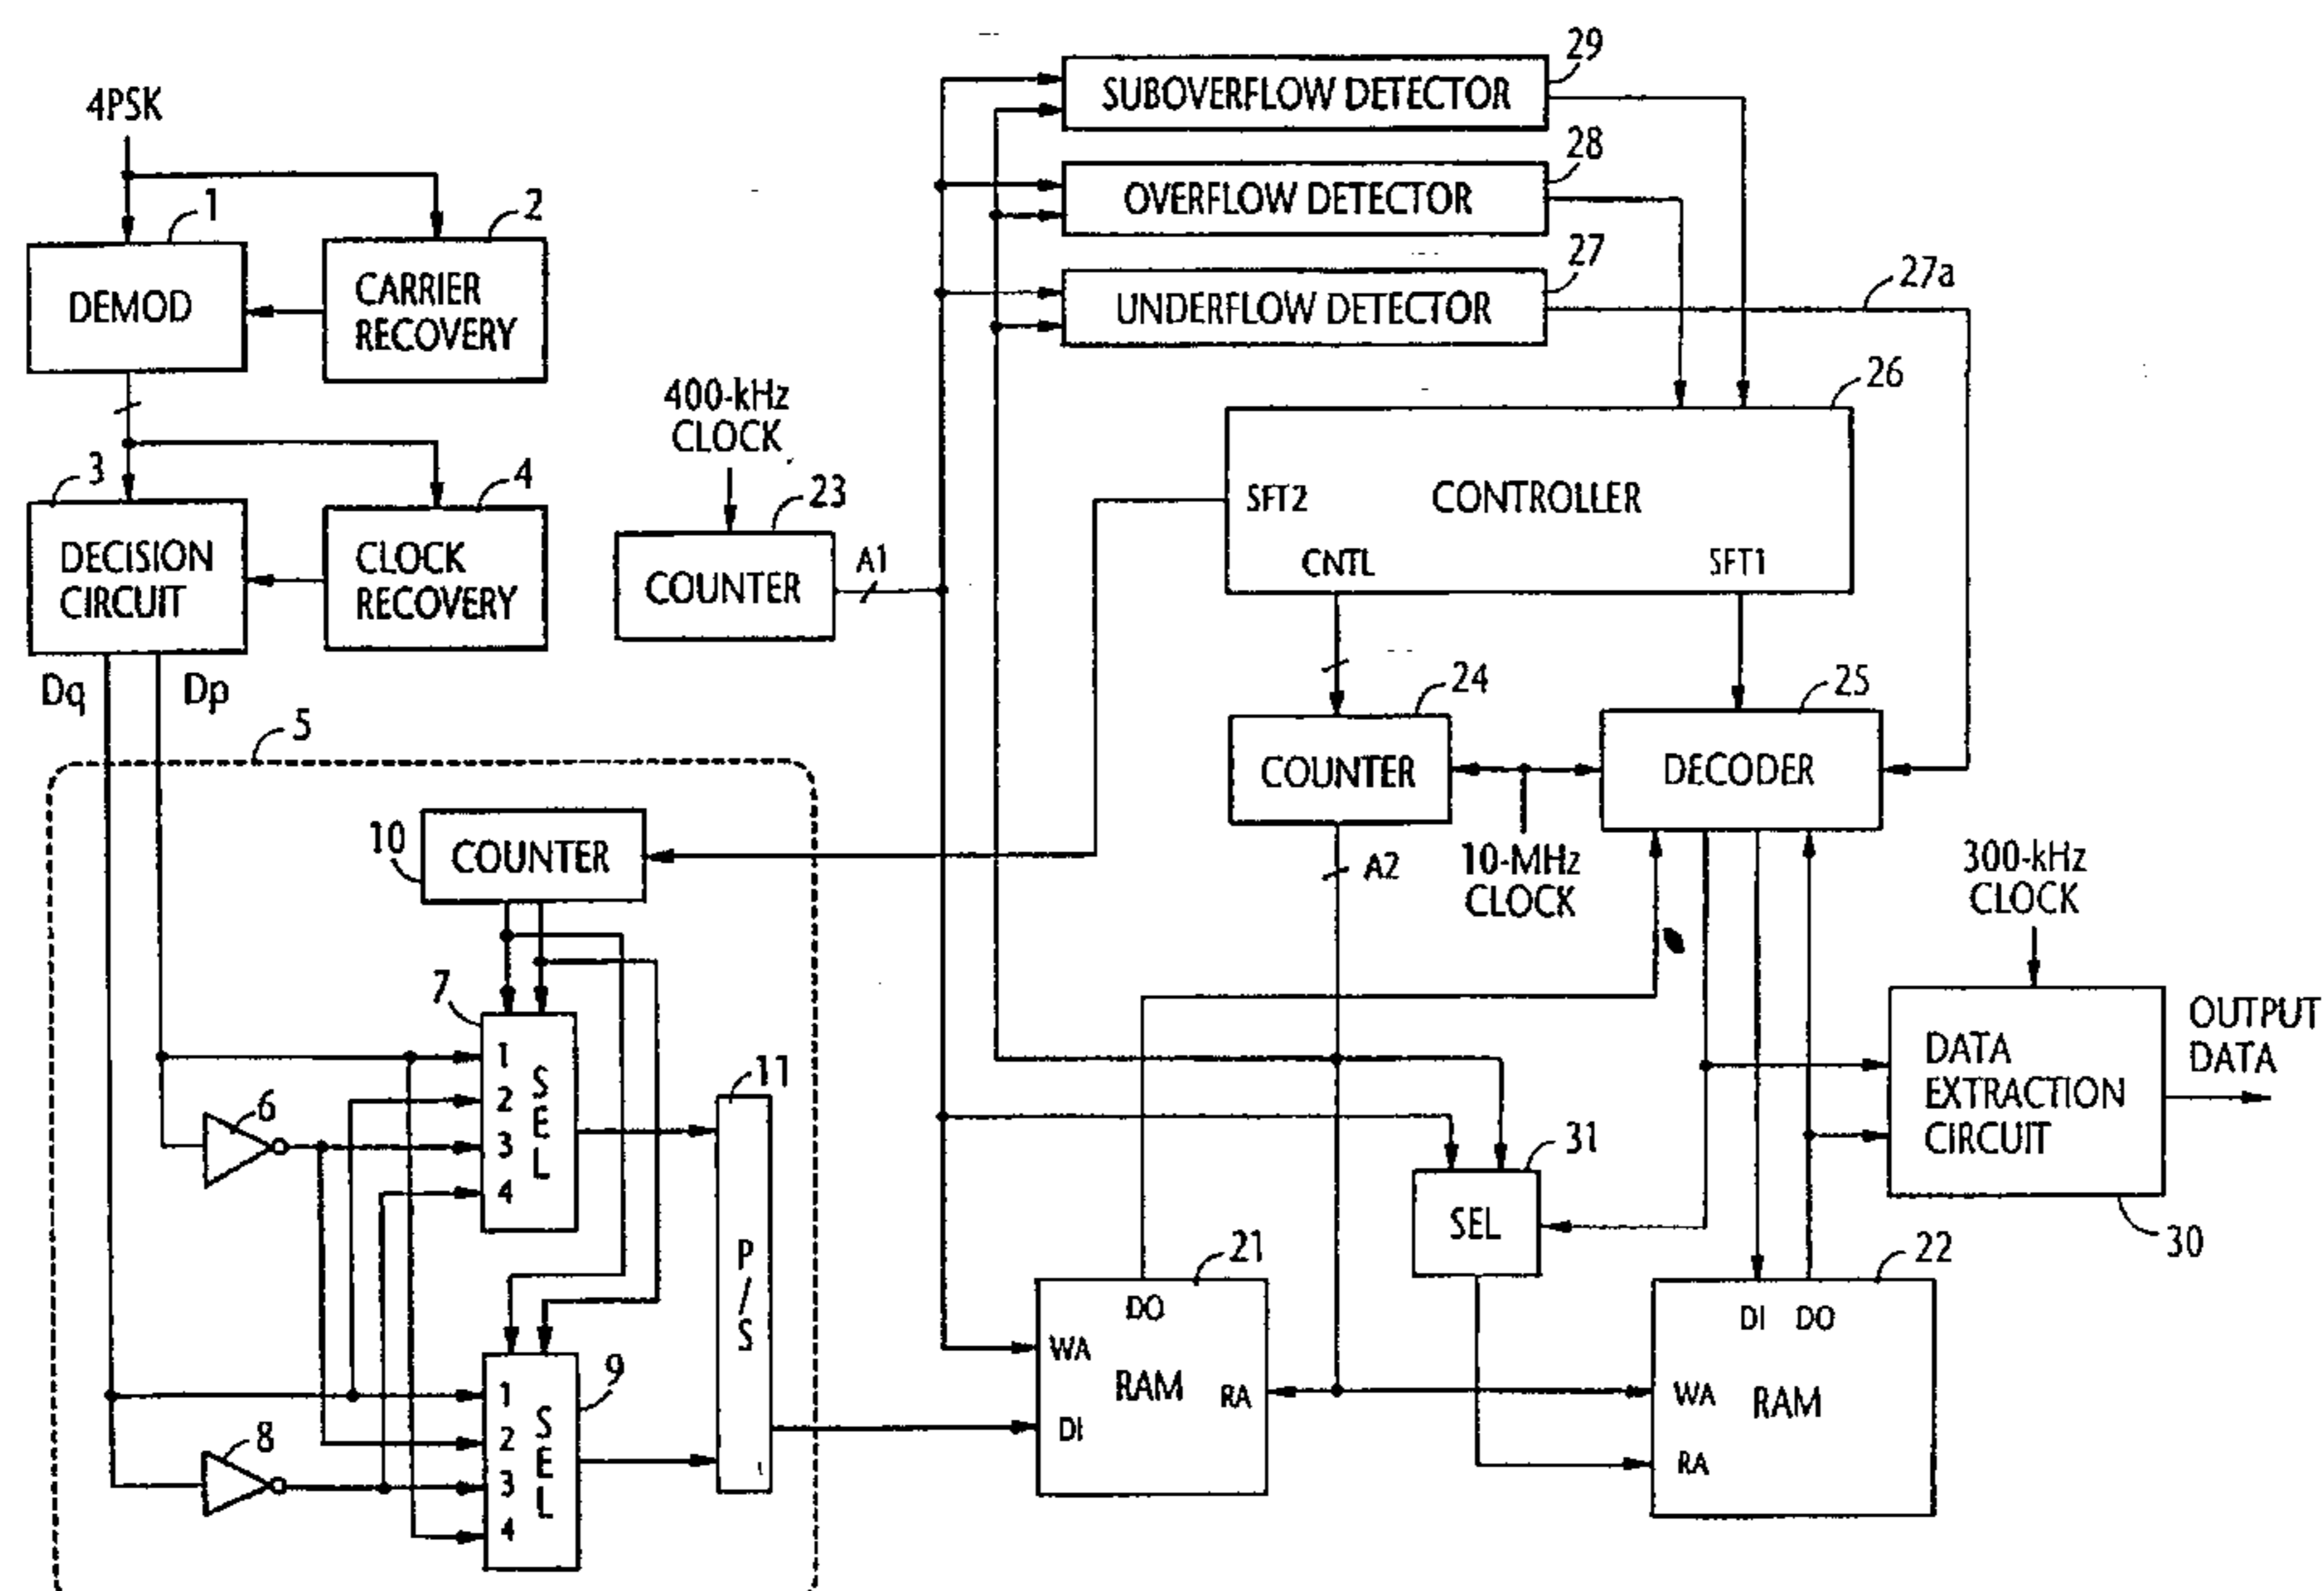 29
SUBOVERFLOW DETECTOR
4PSK
28
OVERFLOW DETECTOR
1
2
27
27a
DEMOD
CARRIER
RECOVERY
UNDERFLOW DETECTOR
26
400-kHz
CLOCK
3
4
23
SFT2
CONTROLLER
DECISION
CIRCUIT
CLOCK
RECOVERY
COUNTER
A1
CNTL
SFT1
Dq
Dp
24
25
5
COUNTER
DECODER
10
COUNTER
A2
10-MHz
CLOCK
300-kHz
CLOCK
7
1
2
3
4
SEL
11
P/S
OUTPUT
DATA
DATA
EXTRACTION
CIRCUIT
6
31
SEL
30
21
22
DO
DI
DO
WA
RAM
RA
DI
WA
RAM
RA
9
1
2
3
4
SEL
8